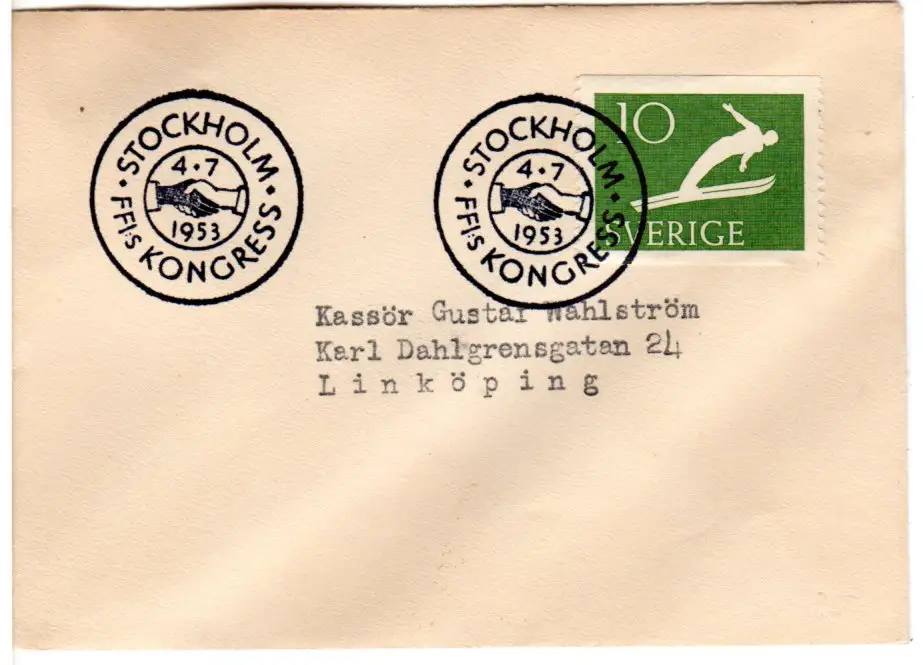 STOCKHOLM
4.7
1953
FFI:S KONGRESS
STOCKHOLM
4.7
1953
FFI:S KONGRESS
10
SVERIGE
Kassör Gustaf Wahlström
Karl Dahlgrensgatan 24
Linköping